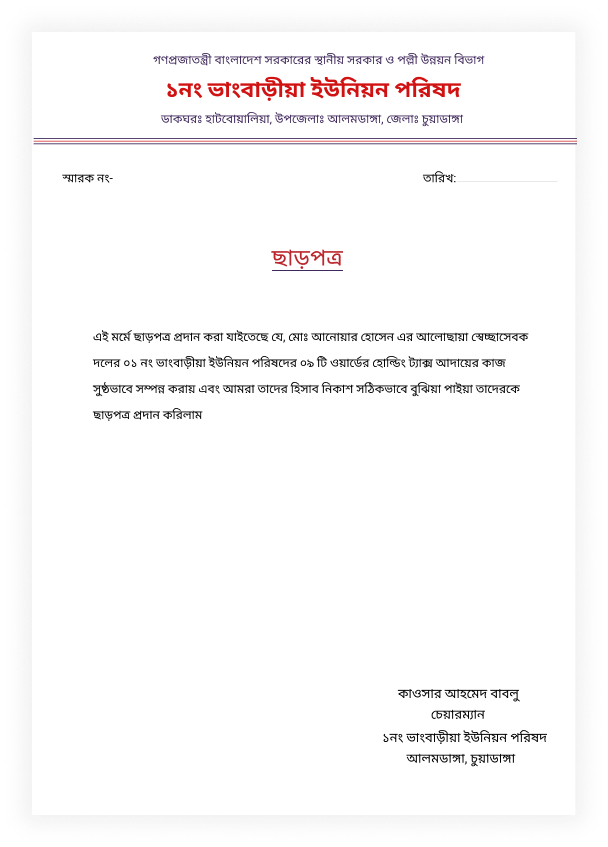 গণপ্রজাতন্ত্রী বাংলাদেশ সরকারের স্থানীয় সরকার ও পল্লী উন্নয়ন বিভাগ
১নং ভাংবাড়ীয়া ইউনিয়ন পরিষদ
ডাকঘরঃ হাটবোয়ালিয়া, উপজেলাঃ আলমডাঙ্গা, জেলাঃ চুয়াডাঙ্গা
স্মারক নং- তারিখ:
ছাড়পত্র
এই মর্মে ছাড়পত্র প্রদান করা যাইতেছে যে, মোঃ আনোয়ার হোসেন এর আলোছায়া স্বেচ্ছাসেবক
দলের ০১ নং ভাংবাড়ীয়া ইউনিয়ন পরিষদের ০৯ টি ওয়ার্ডের হোল্ডিং ট্যাক্স আদায়ের কাজ
সুষ্ঠভাবে সম্পন্ন করায় এবং আমরা তাদের হিসাব নিকাশ সঠিকভাবে বুঝিয়া পাইয়া তাদেরকে
ছাড়পত্র প্রদান করিলাম
কাওসার আহমেদ বাবলু
চেয়ারম্যান
১নং ভাংবাড়ীয়া ইউনিয়ন পরিষদ
আলমডাঙ্গা, চুয়াডাঙ্গা